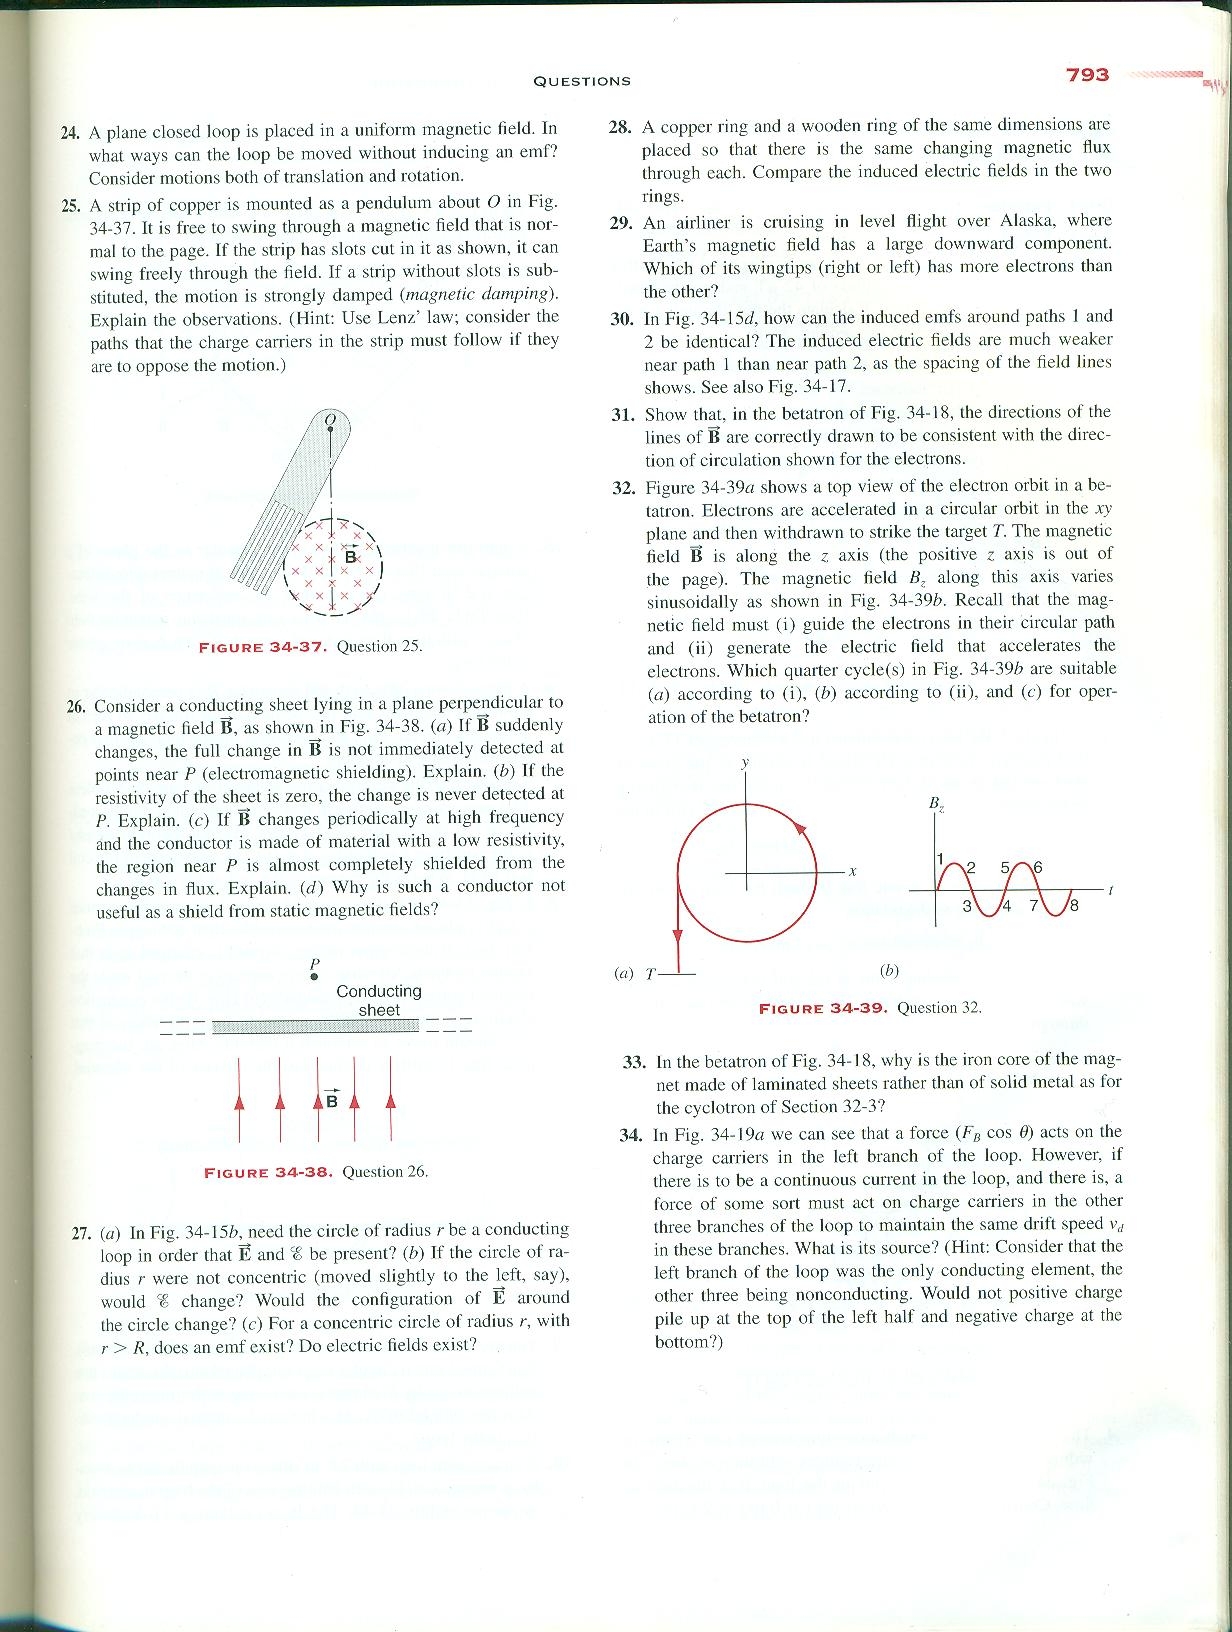 QUESTIONS
793
24. A plane closed loop is placed in a uniform magnetic field. In
what ways can the loop be moved without inducing an emf?
Consider motions both of translation and rotation.
25. A strip of copper is mounted as a pendulum about O in Fig.
34-37. It is free to swing through a magnetic field that is nor-
mal to the page. If the strip has slots cut in it as shown, it can
swing freely through the field. If a strip without slots is sub-
stituted, the motion is strongly damped (magnetic damping).
Explain the observations. (Hint: Use Lenz' law; consider the
paths that the charge carriers in the strip must follow if they
are to oppose the motion.)
O
B⃗
FIGURE 34-37. Question 25.
26. Consider a conducting sheet lying in a plane perpendicular to
a magnetic field B⃗, as shown in Fig. 34-38. (a) If B⃗ suddenly
changes, the full change in B⃗ is not immediately detected at
points near P (electromagnetic shielding). Explain. (b) If the
resistivity of the sheet is zero, the change is never detected at
P. Explain. (c) If B⃗ changes periodically at high frequency
and the conductor is made of material with a low resistivity,
the region near P is almost completely shielded from the
changes in flux. Explain. (d) Why is such a conductor not
useful as a shield from static magnetic fields?
P
Conducting
sheet
B⃗
FIGURE 34-38. Question 26.
27. (a) In Fig. 34-15b, need the circle of radius r be a conducting
loop in order that E⃗ and ℰ be present? (b) If the circle of ra-
dius r were not concentric (moved slightly to the left, say),
would ℰ change? Would the configuration of E⃗ around
the circle change? (c) For a concentric circle of radius r, with
r > R, does an emf exist? Do electric fields exist?
28. A copper ring and a wooden ring of the same dimensions are
placed so that there is the same changing magnetic flux
through each. Compare the induced electric fields in the two
rings.
29. An airliner is cruising in level flight over Alaska, where
Earth's magnetic field has a large downward component.
Which of its wingtips (right or left) has more electrons than
the other?
30. In Fig. 34-15d, how can the induced emfs around paths 1 and
2 be identical? The induced electric fields are much weaker
near path 1 than near path 2, as the spacing of the field lines
shows. See also Fig. 34-17.
31. Show that, in the betatron of Fig. 34-18, the directions of the
lines of B⃗ are correctly drawn to be consistent with the direc-
tion of circulation shown for the electrons.
32. Figure 34-39a shows a top view of the electron orbit in a be-
tatron. Electrons are accelerated in a circular orbit in the xy
plane and then withdrawn to strike the target T. The magnetic
field B⃗ is along the z axis (the positive z axis is out of
the page). The magnetic field Bz along this axis varies
sinusoidally as shown in Fig. 34-39b. Recall that the mag-
netic field must (i) guide the electrons in their circular path
and (ii) generate the electric field that accelerates the
electrons. Which quarter cycle(s) in Fig. 34-39b are suitable
(a) according to (i), (b) according to (ii), and (c) for oper-
ation of the betatron?
y
x
(a) T
Bz
1 2 5 6
t
3 4 7 8
(b)
FIGURE 34-39. Question 32.
33. In the betatron of Fig. 34-18, why is the iron core of the mag-
net made of laminated sheets rather than of solid metal as for
the cyclotron of Section 32-3?
34. In Fig. 34-19a we can see that a force (FB cos θ) acts on the
charge carriers in the left branch of the loop. However, if
there is to be a continuous current in the loop, and there is, a
force of some sort must act on charge carriers in the other
three branches of the loop to maintain the same drift speed vd
in these branches. What is its source? (Hint: Consider that the
left branch of the loop was the only conducting element, the
other three being nonconducting. Would not positive charge
pile up at the top of the left half and negative charge at the
bottom?)